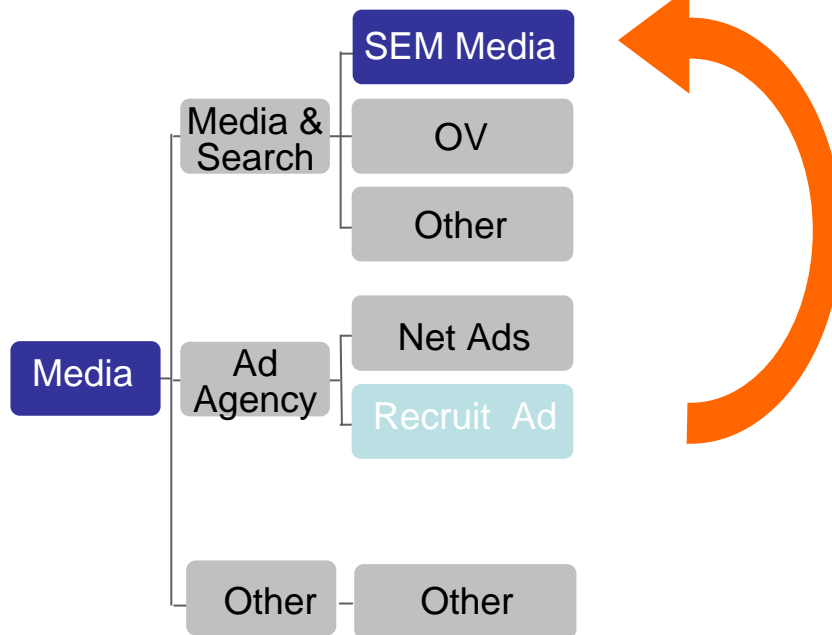 SEM Media
Media &
Search
OV
Other
Net Ads
Media
Ad
Agency
Recruit Ad
Other
Other